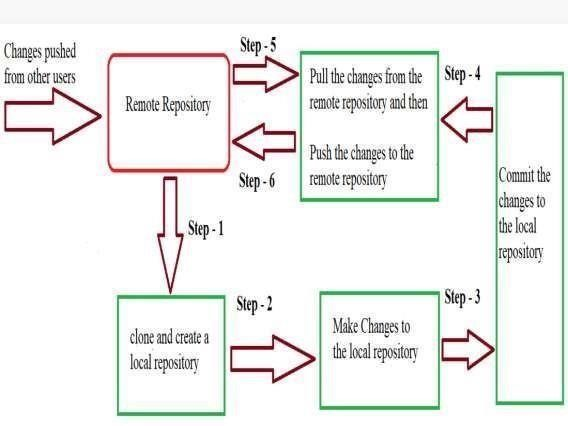 Changes pushed
from other users
Remote Repository
Step - 5
Pull the changes from the
remote repository and then
Push the changes to the
remote repository
Step - 4
Step - 6
Commit the
changes to
the local
repository
Step - 1
clone and create a
local repository
Step - 2
Make Changes to
the local repository
Step - 3